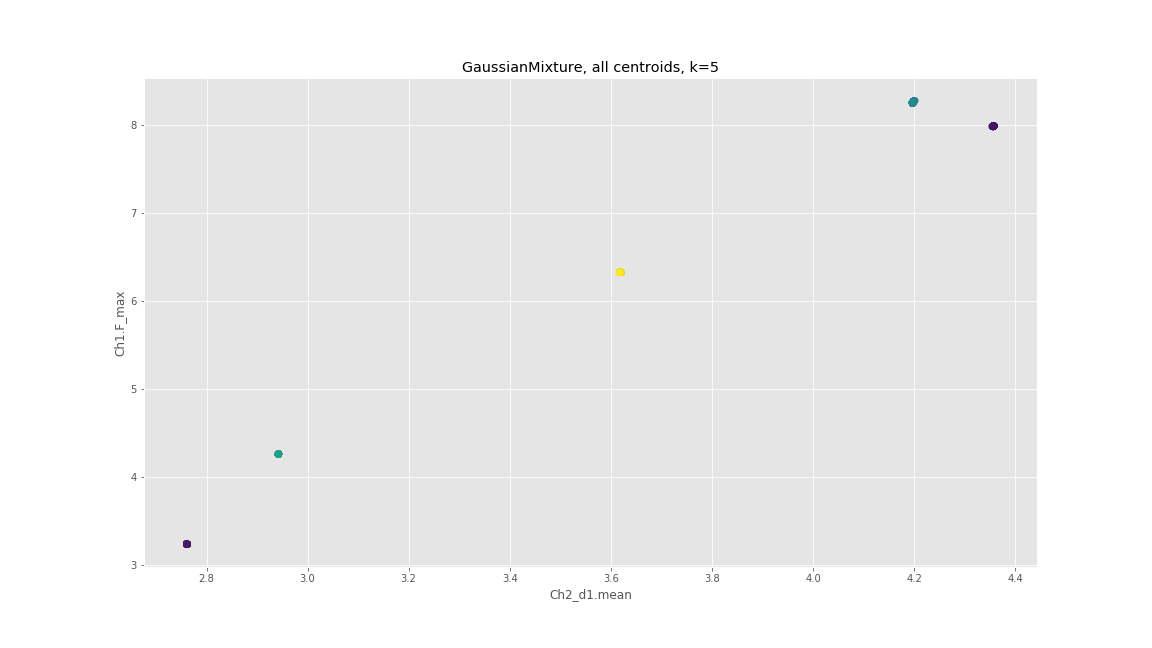 GaussianMixture, all centroids, k=5
Ch1.F_max
8
7
6
5
4
3
2.8 3.0 3.2 3.4 3.6 3.8 4.0 4.2 4.4
Ch2_d1.mean